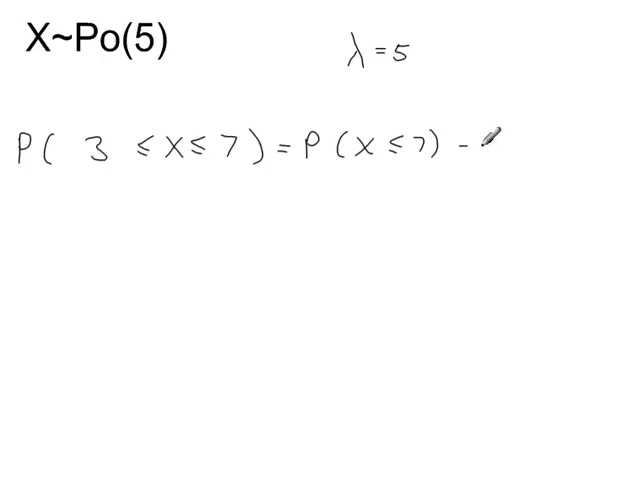 X~Po(5)
λ = 5
P( 3 ≤ X ≤ 7 ) = P ( X ≤ 7 ) -